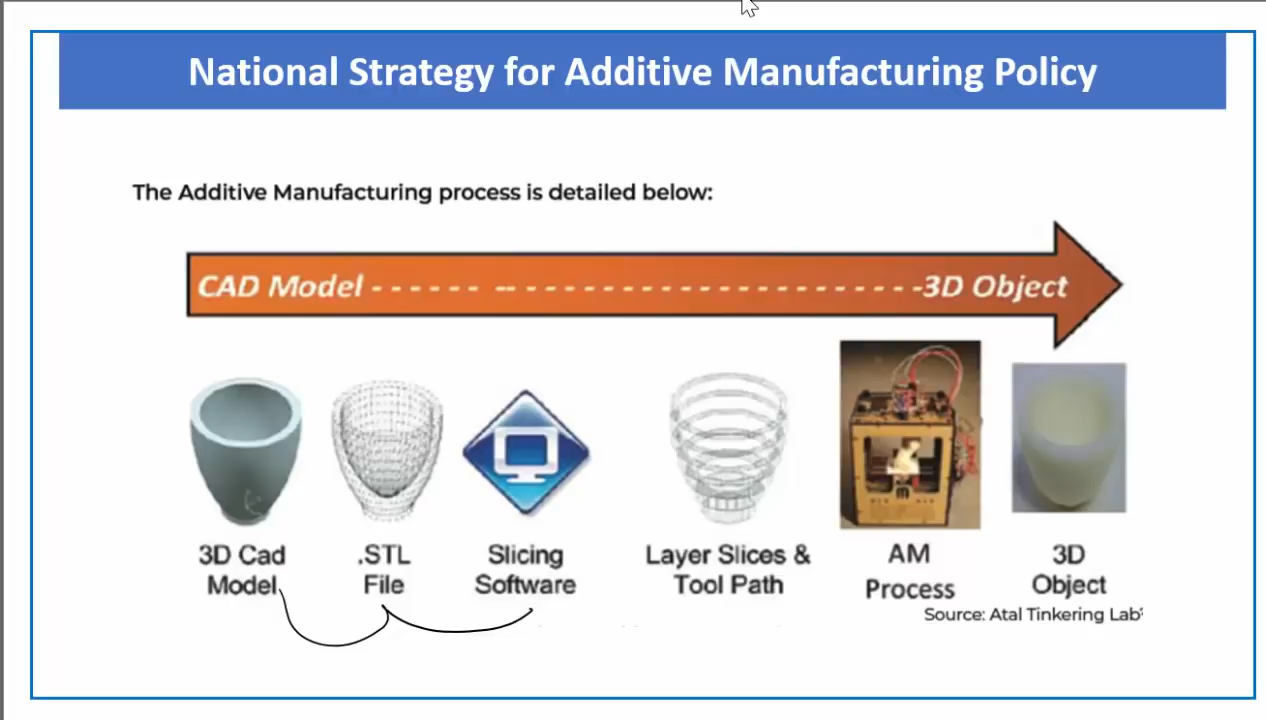 National Strategy for Additive Manufacturing Policy
The Additive Manufacturing process is detailed below:
CAD Model - - - - - - -- - - - - - - - - - - - - - - - - - - - - - -3D Object
3D Cad
Model
.STL
File
Slicing
Software
Layer Slices &
Tool Path
AM
Process
3D
Object
Source: Atal Tinkering Lab